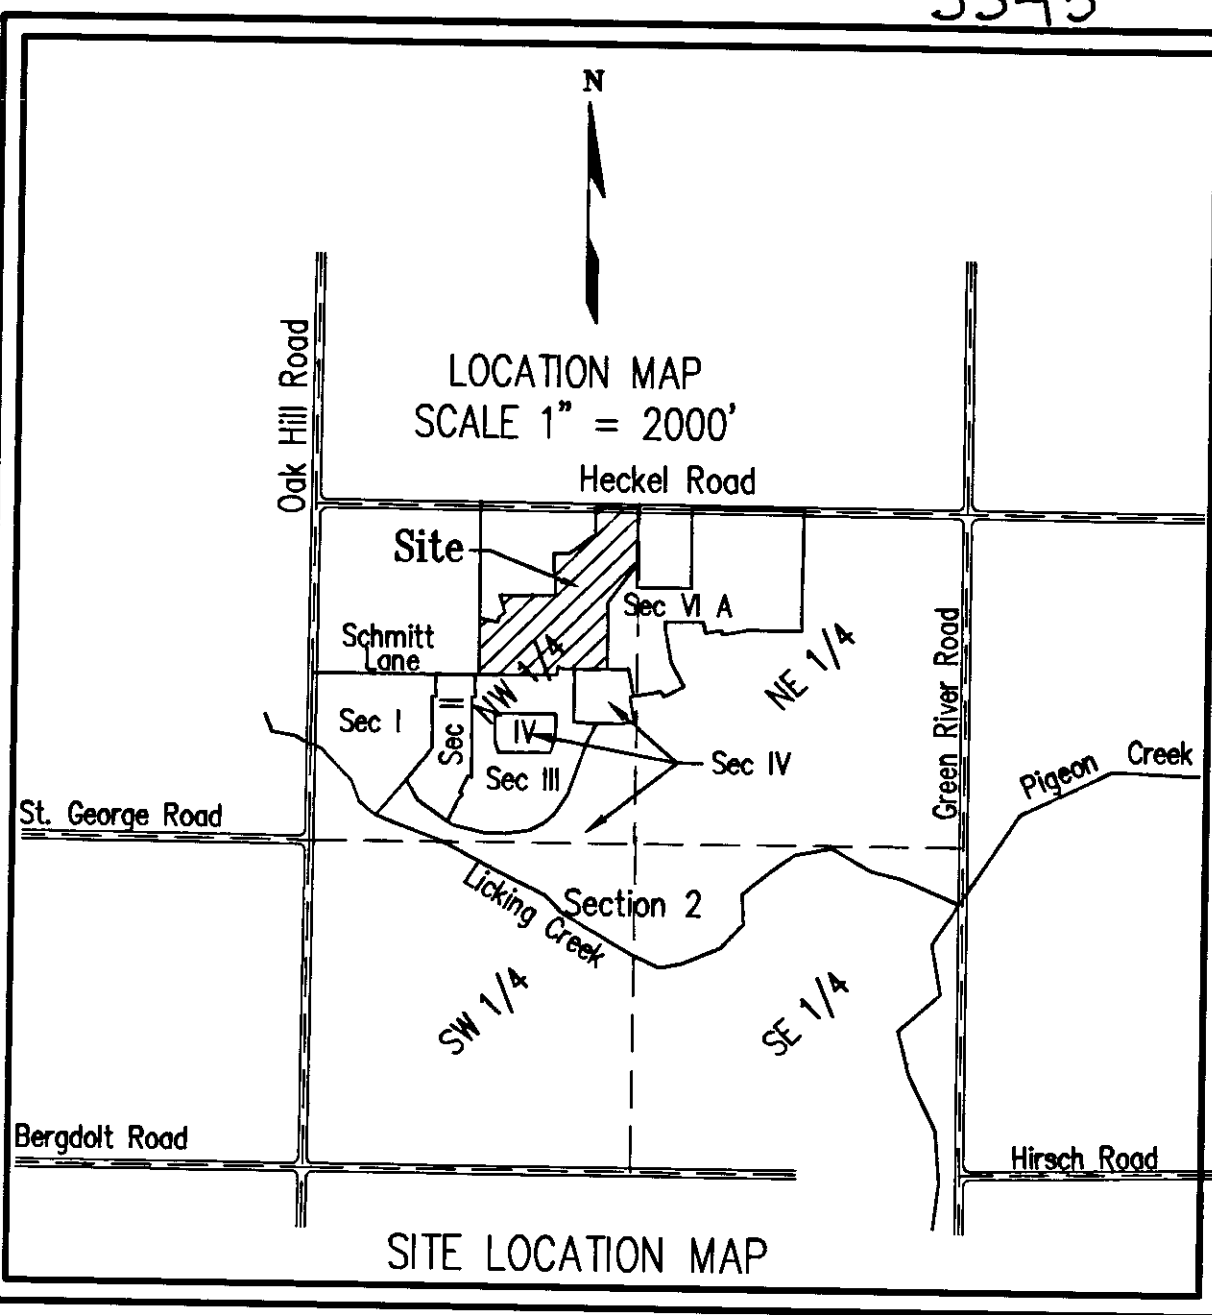 N
Oak Hill Road
LOCATION MAP
SCALE 1" = 2000'
Heckel Road
Site
Sec VI A
Schmitt
Lane
NW 1/4
NE 1/4
Green River Road
Sec I
Sec II
IV
Sec III
Sec IV
Pigeon Creek
St. George Road
Licking Creek
Section 2
SW 1/4
SE 1/4
Bergdolt Road
Hirsch Road
SITE LOCATION MAP